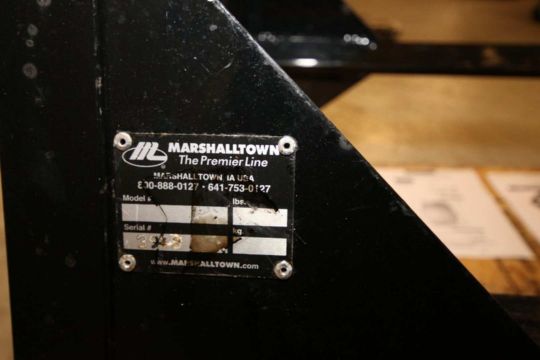 M
MARSHALLTOWN
The Premier Line
MARSHALLTOWN IA USA
800-888-0127 • 641-753-0127
Model # lbs.
Serial # kg
www.MARSHALLTOWN.com